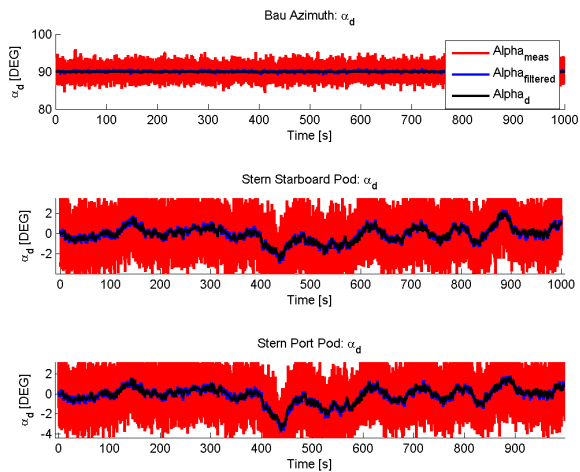 Bau Azimuth: α_d
100
90
80
α_d [DEG]
Alpha_meas
Alpha_filtered
Alpha_d
0 100 200 300 400 500 600 700 800 900 1000
Time [s]
Stern Starboard Pod: α_d
2
0
-2
α_d [DEG]
0 100 200 300 400 500 600 700 800 900 1000
Time [s]
Stern Port Pod: α_d
2
0
-2
-4
α_d [DEG]
0 100 200 300 400 500 600 700 800 900
Time [s]